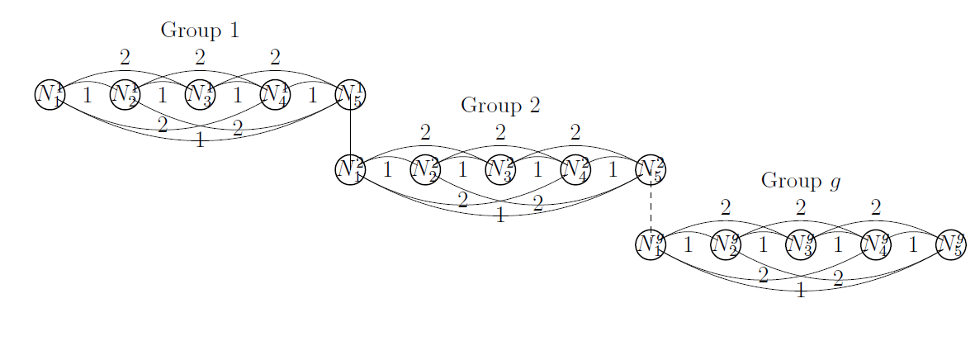 Group 1
2 2 2
N_1^1 1 N_2^1 1 N_3^1 1 N_4^1 1 N_5^1
2 2
1
Group 2
2 2 2
N_1^2 1 N_2^2 1 N_3^2 1 N_4^2 1 N_5^2
2 2
1
Group g
2 2 2
N_1^g 1 N_2^g 1 N_3^g 1 N_4^g 1 N_5^g
2 2
1